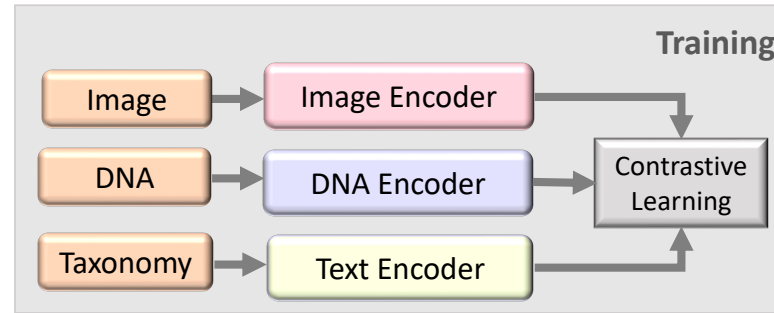 Training
Image
Image Encoder
DNA
DNA Encoder
Contrastive
Learning
Taxonomy
Text Encoder